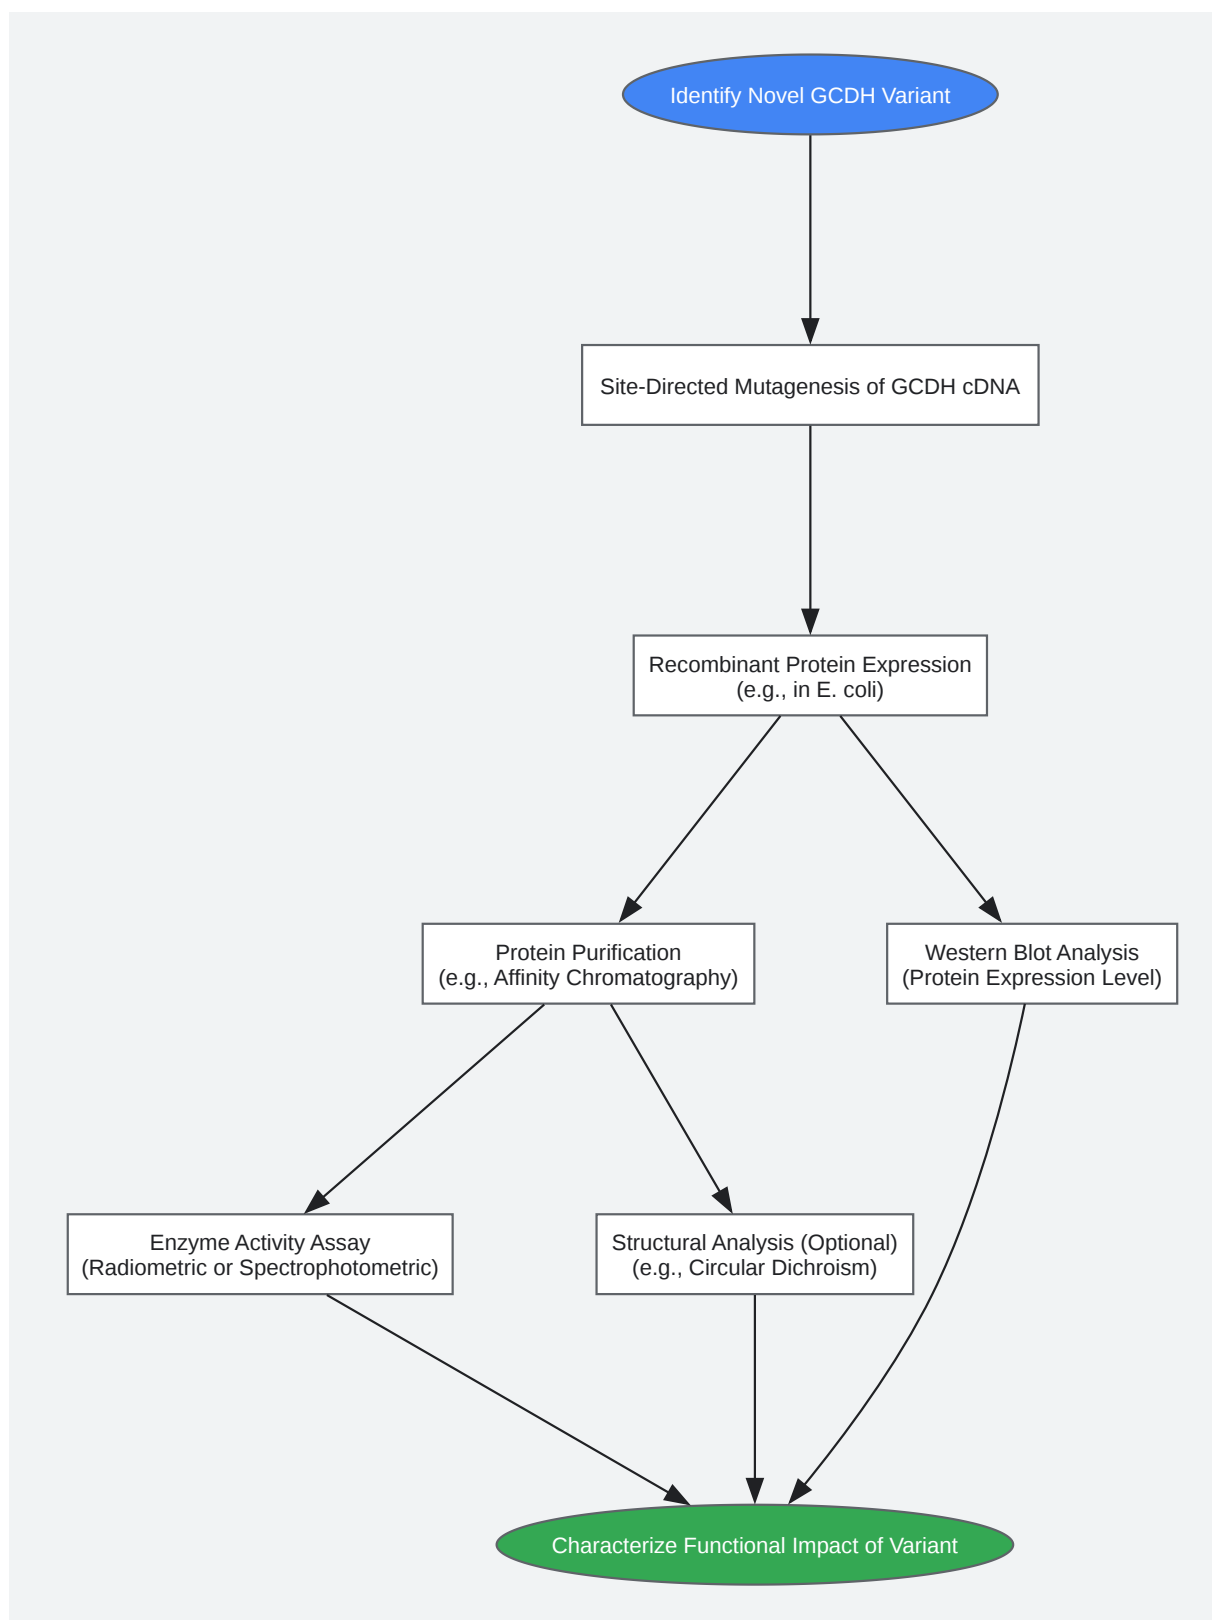 Identify Novel GCDH Variant
Site-Directed Mutagenesis of GCDH cDNA
Recombinant Protein Expression
(e.g., in E. coli)
Protein Purification
(e.g., Affinity Chromatography)
Western Blot Analysis
(Protein Expression Level)
Enzyme Activity Assay
(Radiometric or Spectrophotometric)
Structural Analysis (Optional)
(e.g., Circular Dichroism)
Characterize Functional Impact of Variant